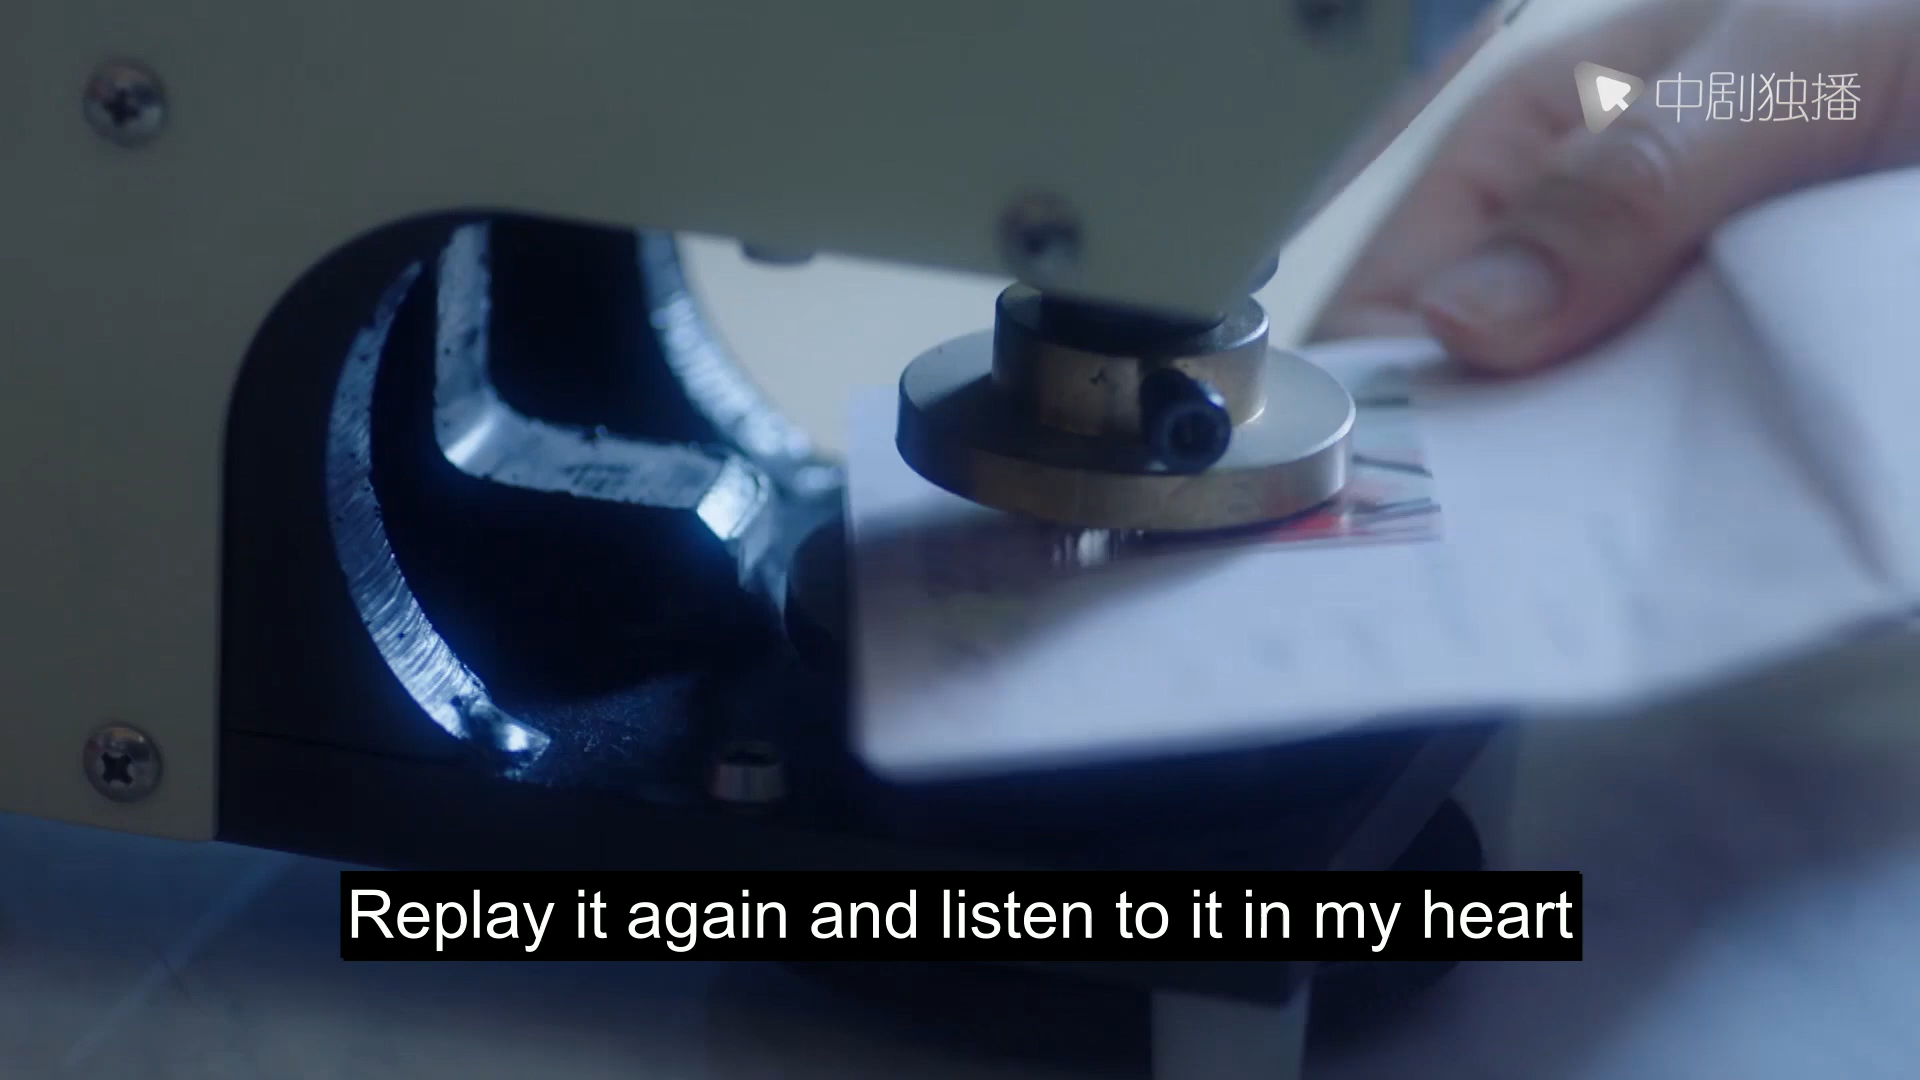 中剧独播
Replay it again and listen to it in my heart